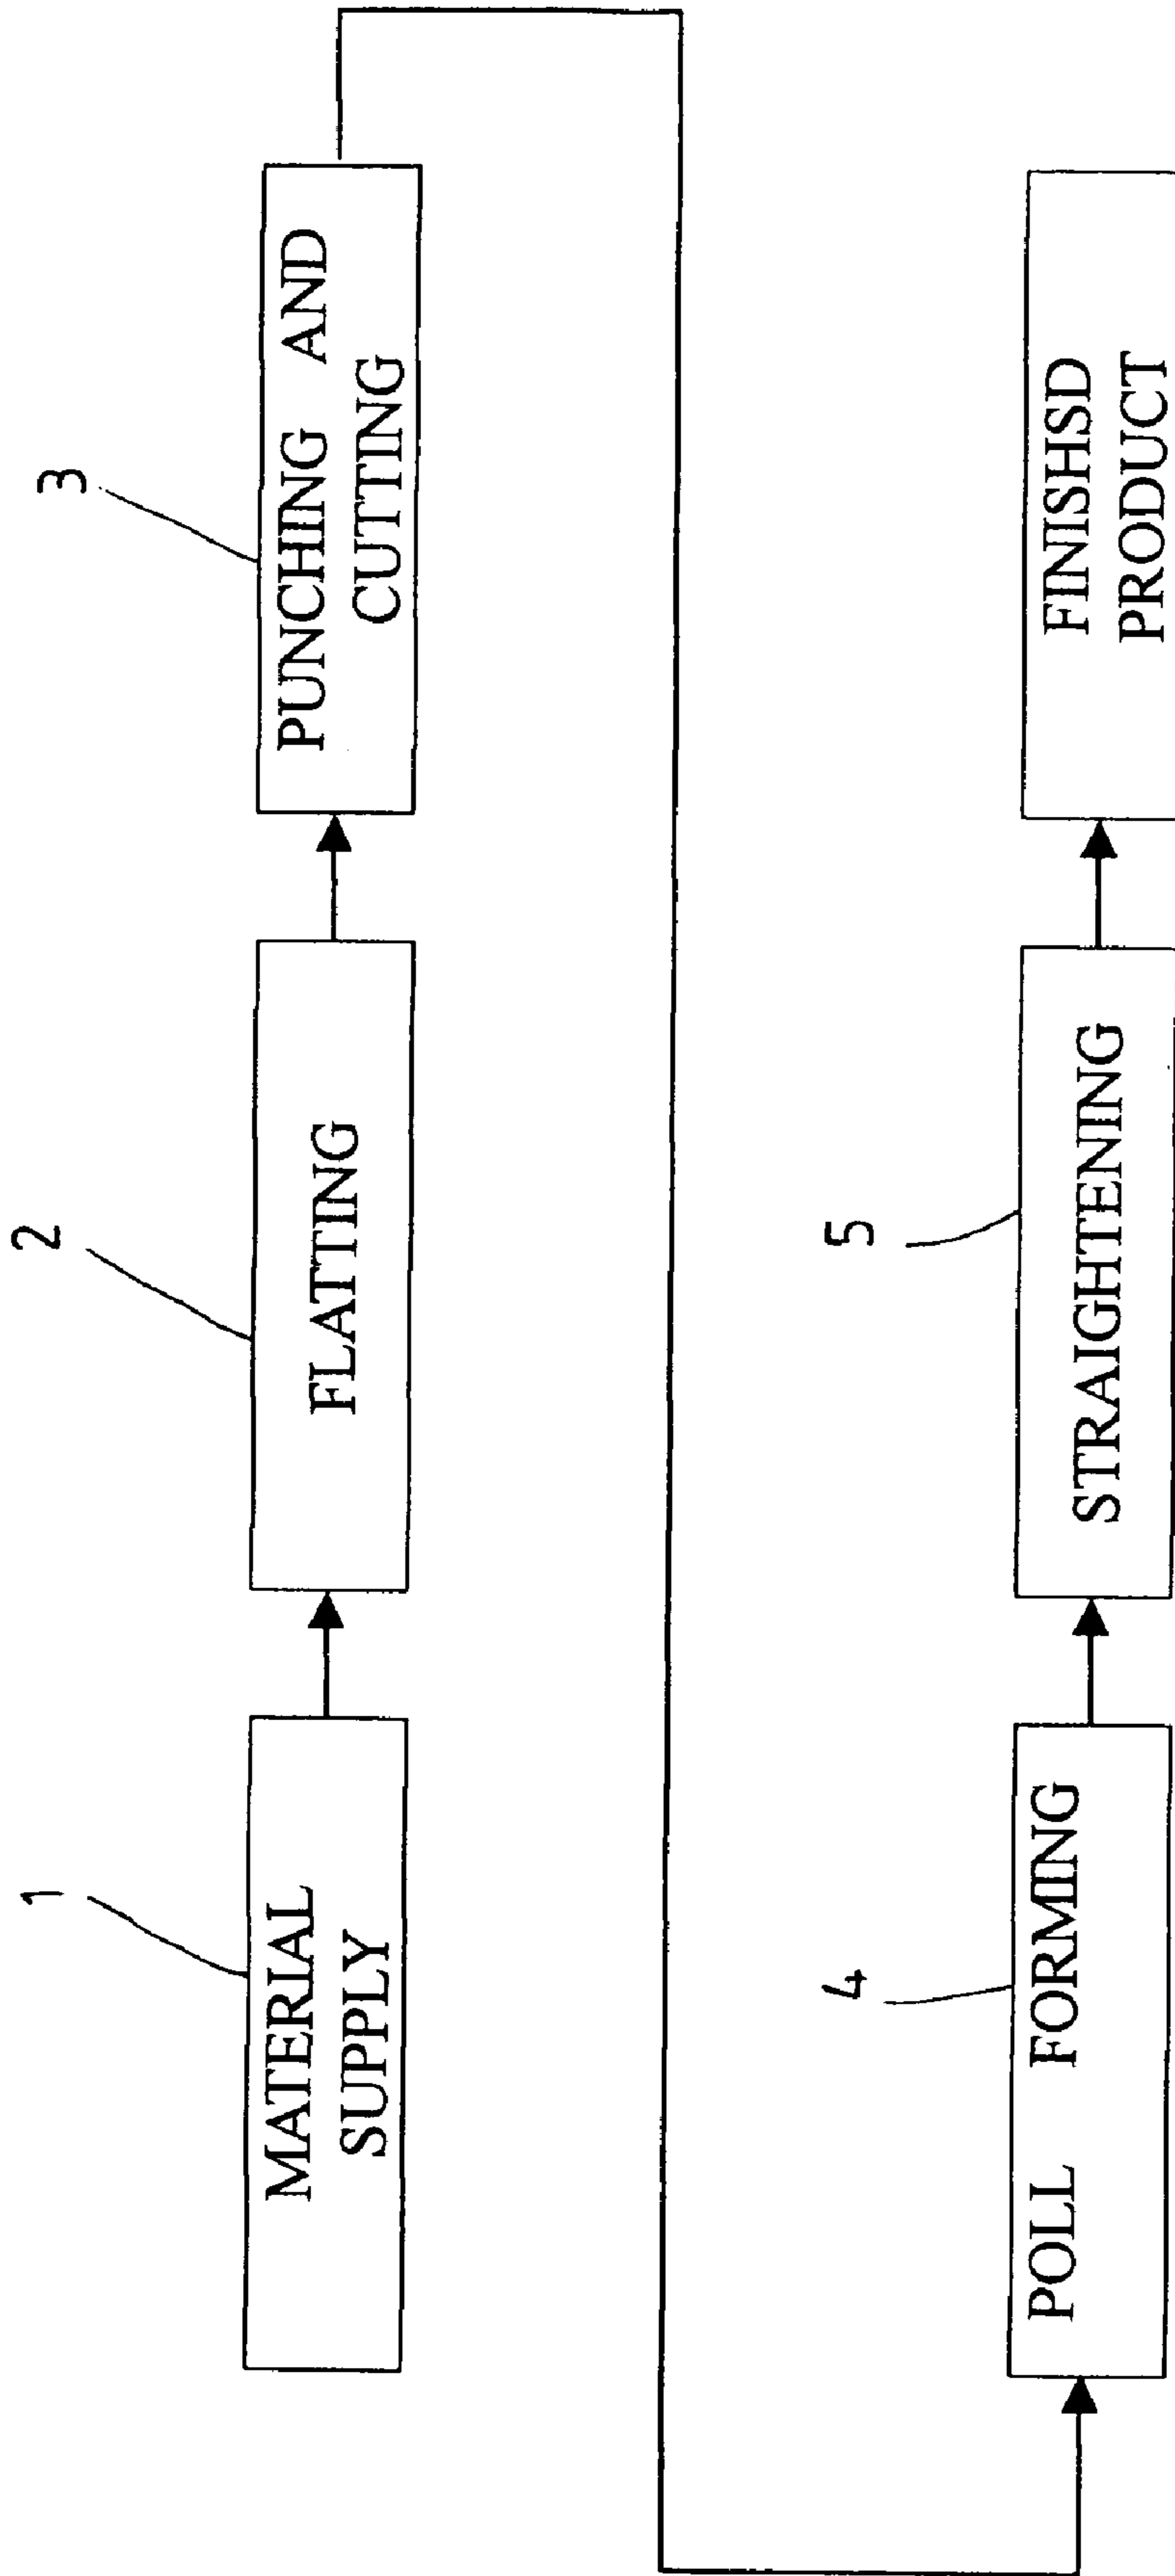 1
MATERIAL
SUPPLY
2
FLATTING
3
PUNCHING AND
CUTTING
4
POLL FORMING
5
STRAIGHTENING
FINISHSD
PRODUCT